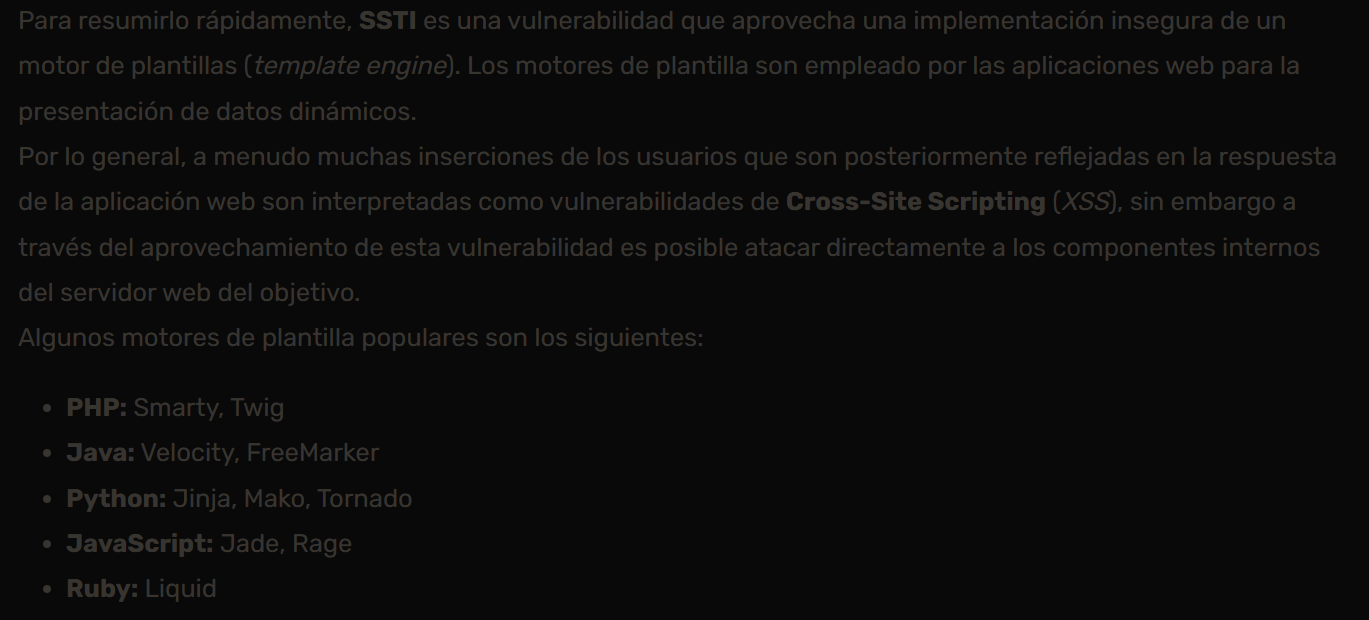 Para resumirlo rápidamente, SSTI es una vulnerabilidad que aprovecha una implementación insegura de un
motor de plantillas (template engine). Los motores de plantilla son empleado por las aplicaciones web para la
presentación de datos dinámicos.
Por lo general, a menudo muchas inserciones de los usuarios que son posteriormente reflejadas en la respuesta
de la aplicación web son interpretadas como vulnerabilidades de Cross-Site Scripting (XSS), sin embargo a
través del aprovechamiento de esta vulnerabilidad es posible atacar directamente a los componentes internos
del servidor web del objetivo.
Algunos motores de plantilla populares son los siguientes:
• PHP: Smarty, Twig
• Java: Velocity, FreeMarker
• Python: Jinja, Mako, Tornado
• JavaScript: Jade, Rage
• Ruby: Liquid